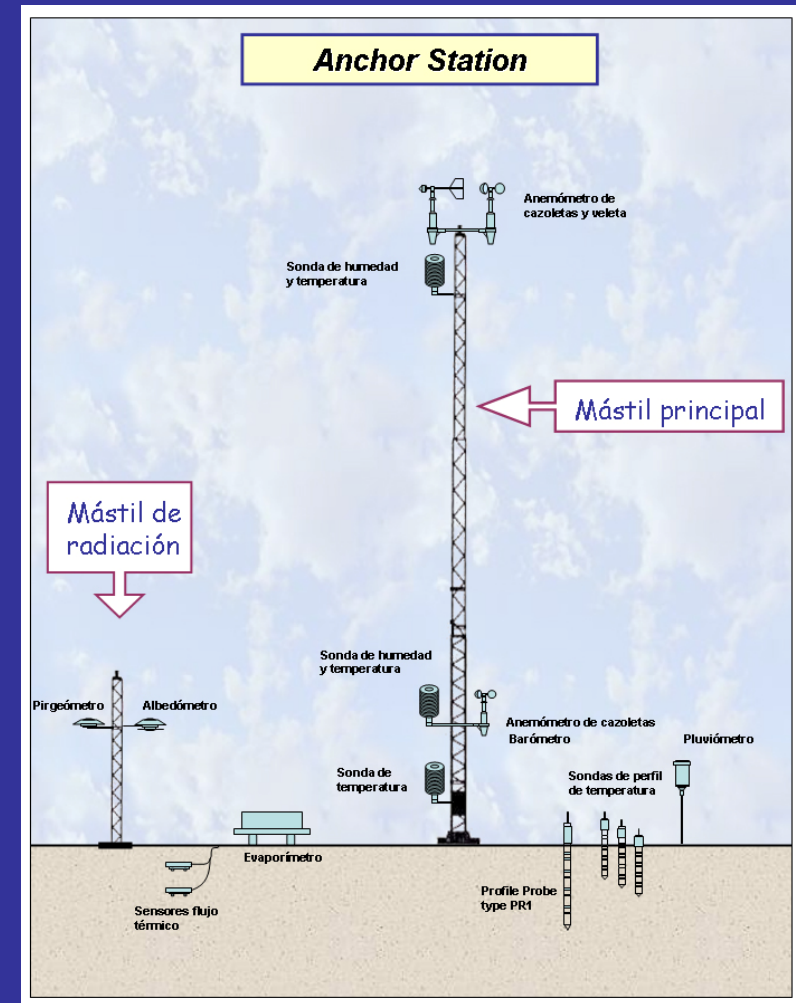 Anchor Station
Anemómetro de
cazoletas y veleta
Sonda de humedad
y temperatura
Mástil principal
Mástil de
radiación
Sonda de humedad
y temperatura
Pirgeómetro
Albedómetro
Anemómetro de cazoletas
Barómetro
Pluviómetro
Sonda de
temperatura
Sondas de perfil
de temperatura
Evaporímetro
Profile Probe
type PR1
Sensores flujo
térmico